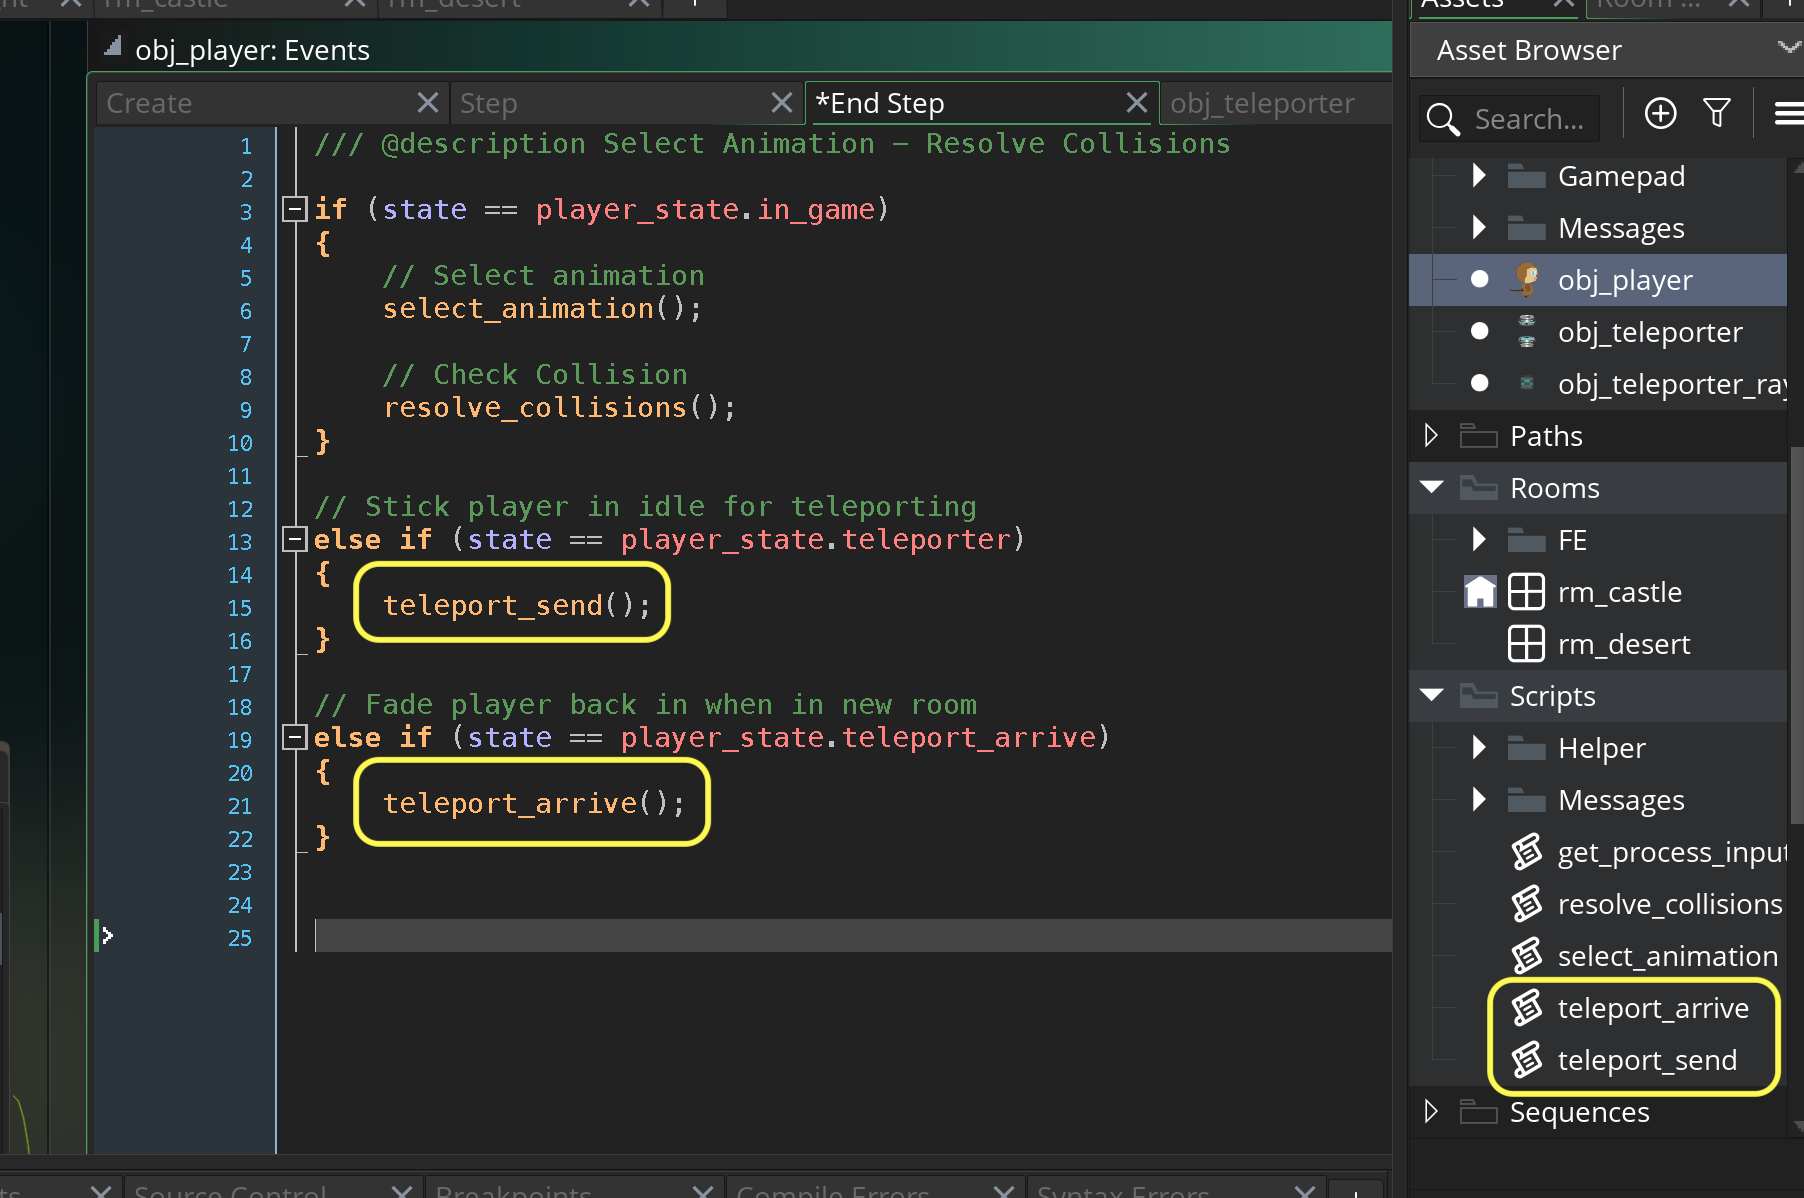 rm_castle
rm_desert
obj_player: Events
Create
Step
*End Step
obj_teleporter
1 /// @description Select Animation - Resolve Collisions
2
3 if (state == player_state.in_game)
4 {
5 // Select animation
6 select_animation();
7
8 // Check Collision
9 resolve_collisions();
10 }
11
12 // Stick player in idle for teleporting
13 else if (state == player_state.teleporter)
14 {
15 teleport_send();
16 }
17
18 // Fade player back in when in new room
19 else if (state == player_state.teleport_arrive)
20 {
21 teleport_arrive();
22 }
23
24
25
Source Control
Breakpoints
Compile Errors
Syntax Errors
Assets
Room ...
Asset Browser
Search...
Gamepad
Messages
obj_player
obj_teleporter
obj_teleporter_ray
Paths
Rooms
FE
rm_castle
rm_desert
Scripts
Helper
Messages
get_process_input
resolve_collisions
select_animation
teleport_arrive
teleport_send
Sequences